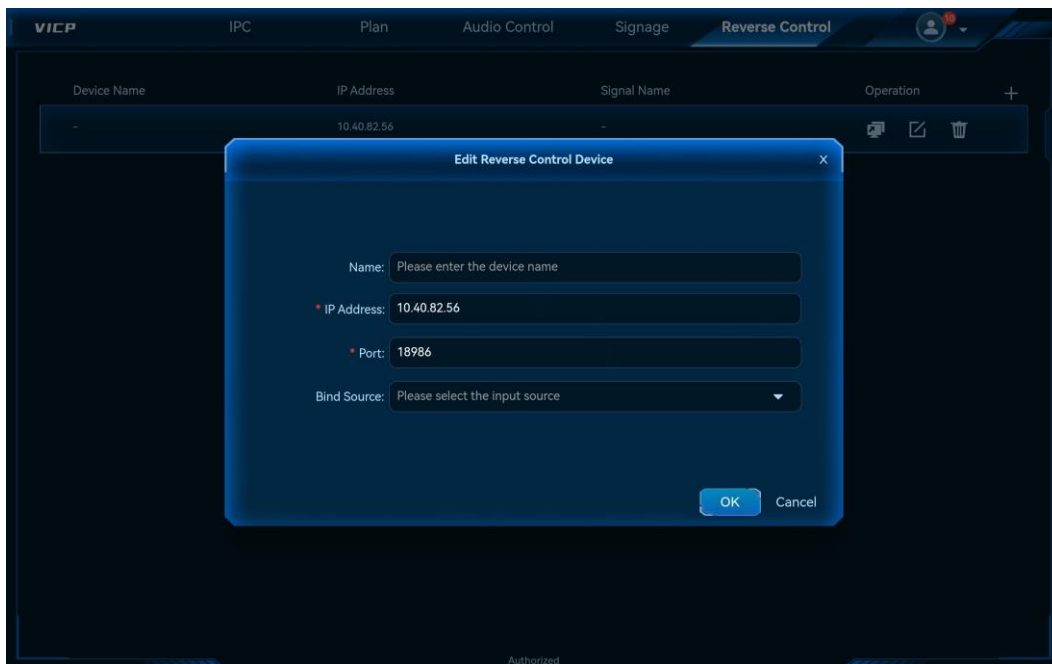 VICP IPC Plan Audio Control Signage Reverse Control 10
Device Name IP Address Signal Name Operation +
- 10.40.82.56 -
Edit Reverse Control Device X
Name: Please enter the device name
* IP Address: 10.40.82.56
* Port: 18986
Bind Source: Please select the input source
OK Cancel
Authorized